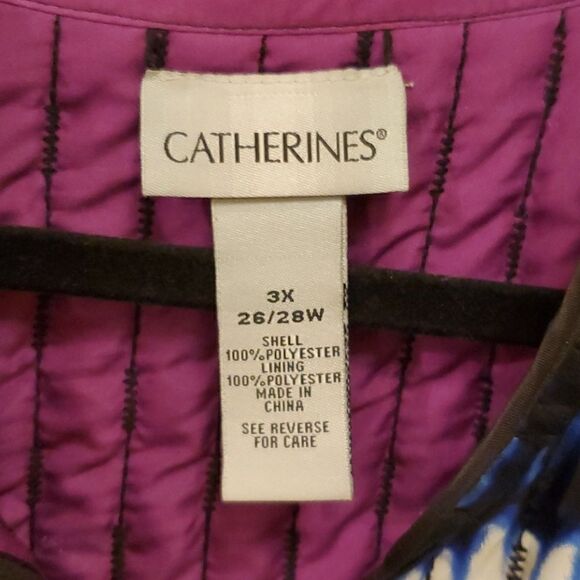 CATHERINES®
3X
26/28W
SHELL
100%POLYESTER
LINING
100%POLYESTER
MADE IN
CHINA
SEE REVERSE
FOR CARE